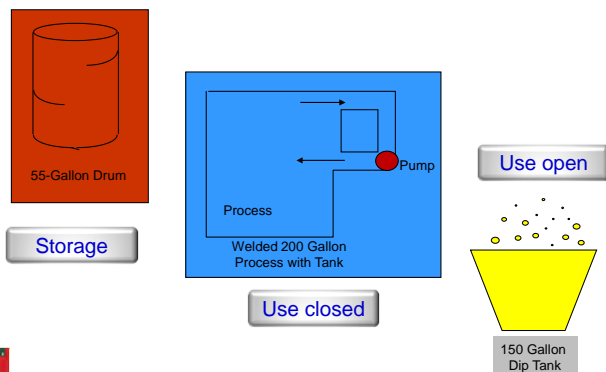 55-Gallon Drum
Storage
Pump
Process
Welded 200 Gallon
Process with Tank
Use closed
Use open
150 Gallon
Dip Tank